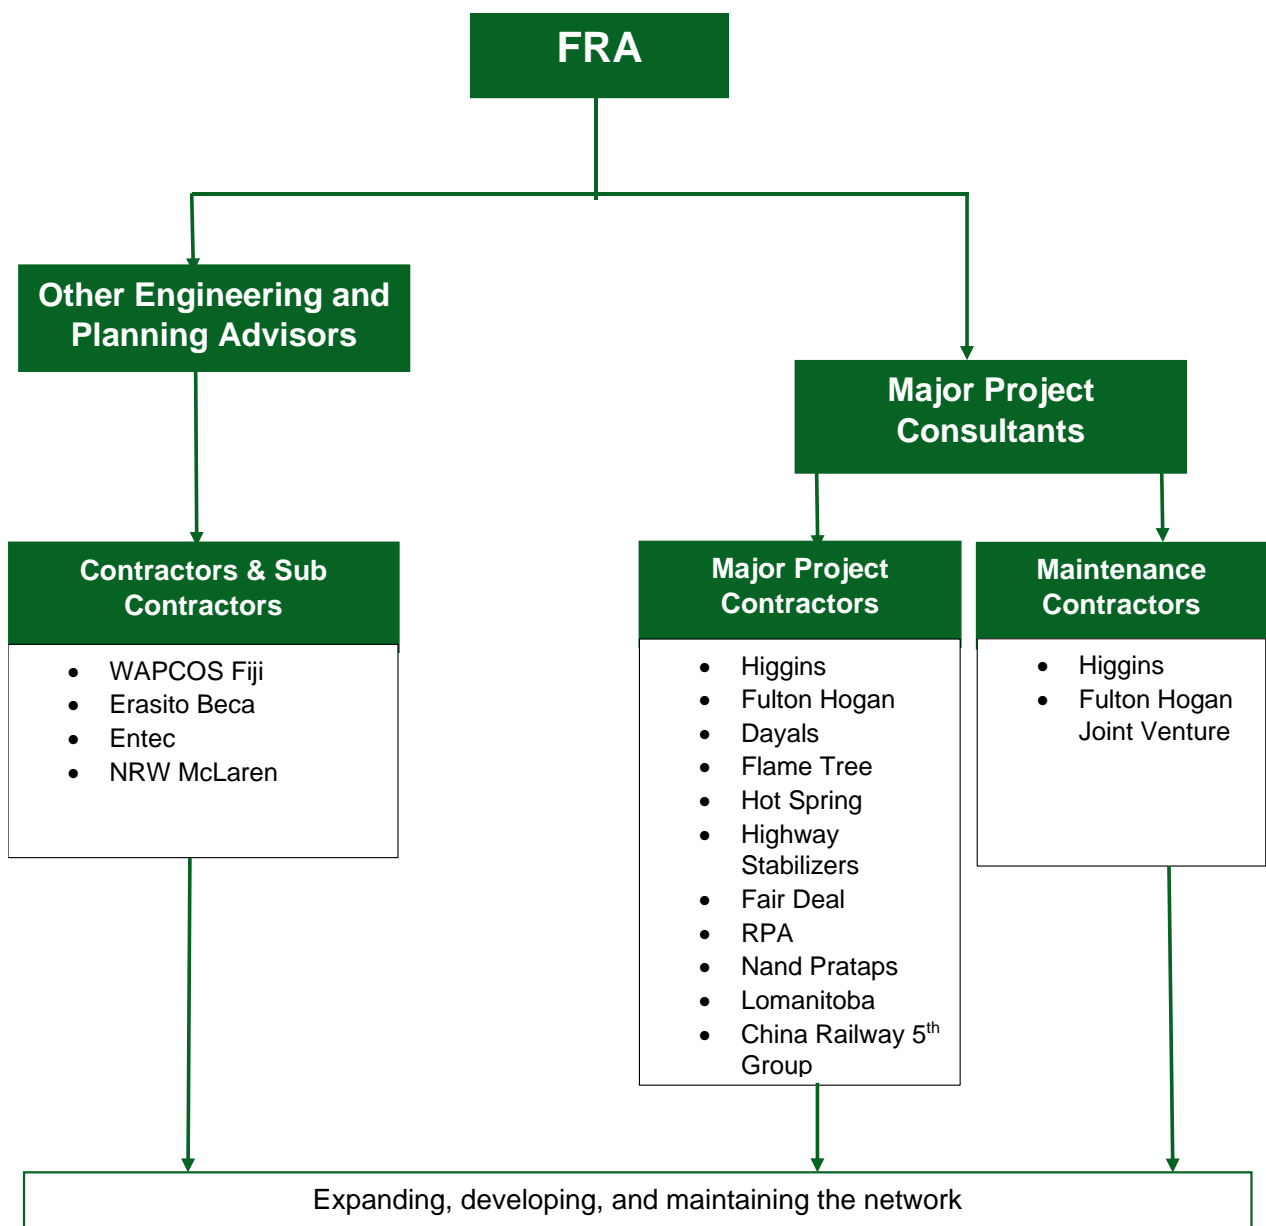 FRA
Other Engineering and
Planning Advisors
Major Project
Consultants
Contractors & Sub
Contractors
• WAPCOS Fiji
• Erasito Beca
• Entec
• NRW McLaren
Major Project
Contractors
• Higgins
• Fulton Hogan
• Dayals
• Flame Tree
• Hot Spring
• Highway
Stabilizers
• Fair Deal
• RPA
• Nand Prataps
• Lomanitoba
• China Railway 5th
Group
Maintenance
Contractors
• Higgins
• Fulton Hogan
Joint Venture
Expanding, developing, and maintaining the network